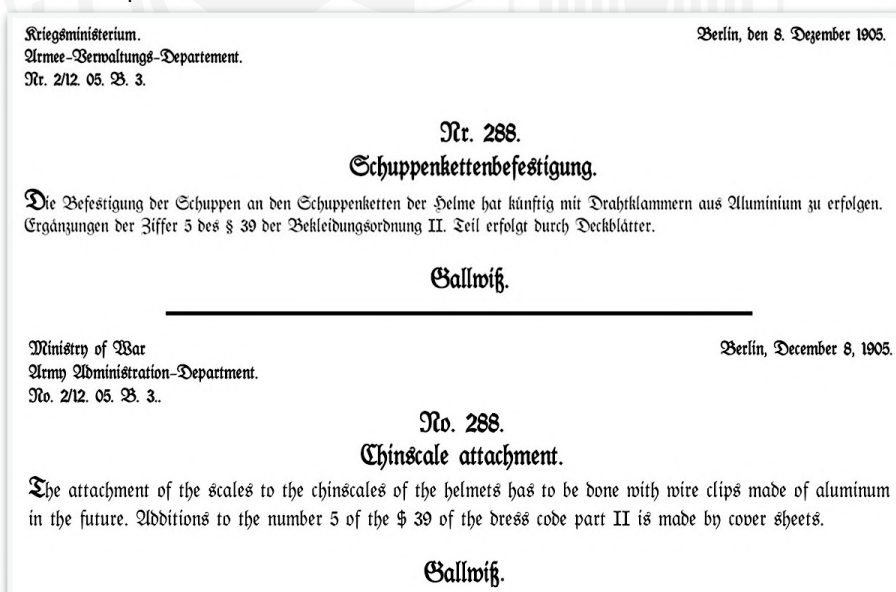 Kriegsministerium.
Berlin, den 8. Dezember 1905.
Armee-Verwaltungs-Departement.
Nr. 2/12. 05. B. 3.
Nr. 288.
Schuppenkettenbefestigung.
Die Befestigung der Schuppen an den Schuppenketten der Helme hat künftig mit Drahtklammern aus Aluminium zu erfolgen.
Ergänzungen der Ziffer 5 des § 39 der Bekleidungsordnung II. Teil erfolgt durch Deckblätter.
Gallwiß.
Ministry of War
Berlin, December 8, 1905.
Army Administration-Department.
No. 2/12. 05. B. 3..
No. 288.
Chinscale attachment.
The attachment of the scales to the chinscales of the helmets has to be done with wire clips made of aluminum
in the future. Additions to the number 5 of the $ 39 of the dress code part II is made by cover sheets.
Gallwiß.